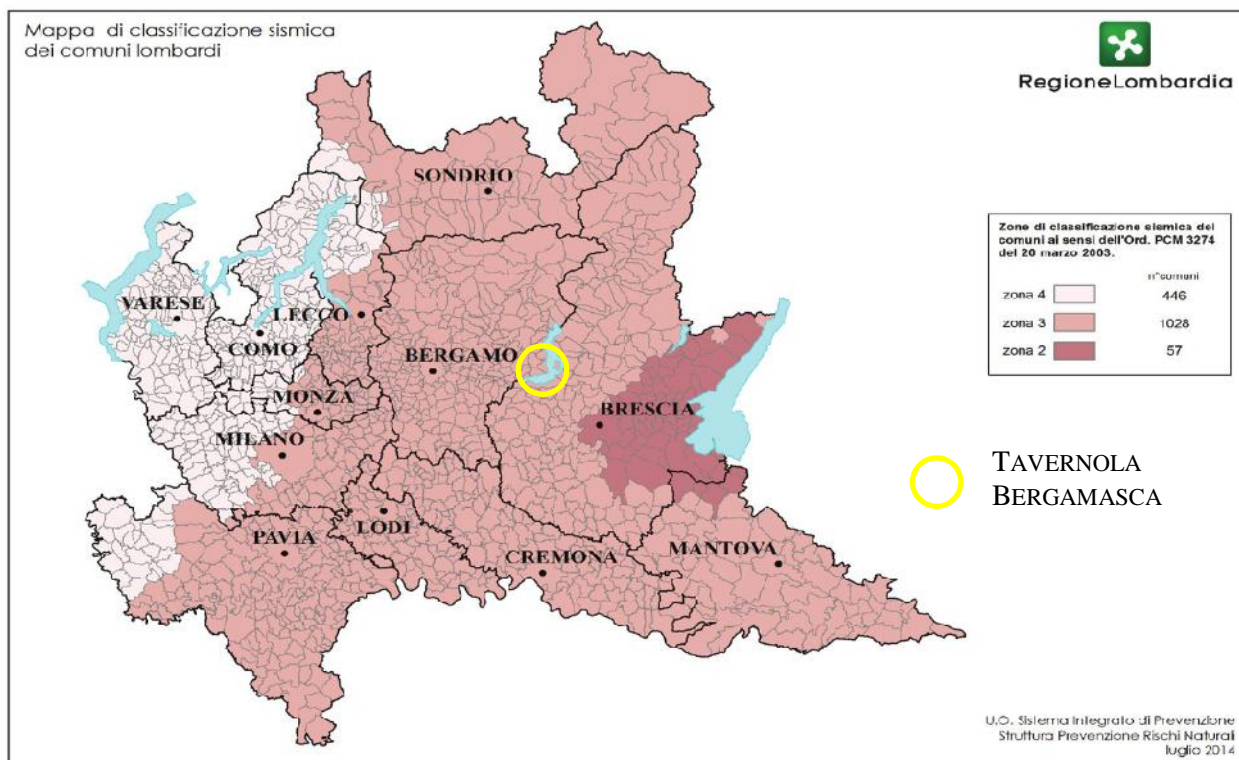 Mappa di classificazione sismica
dei comuni lombardi
RegioneLombardia
SONDRIO
Zone di classificazione sismica dei
comuni ai sensi dell'Ord. PCM 3274
del 20 marzo 2003.
n°comuni
zona 4 446
zona 3 1028
zona 2 57
VARESE
LECCO
COMO
BERGAMO
MONZA
BRESCIA
MILANO
TAVERNOLA
BERGAMASCA
LODI
PAVIA
CREMONA
MANTOVA
U.O. Sistema Integrato di Prevenzione
Struttura Prevenzione Rischi Naturali
luglio 2014